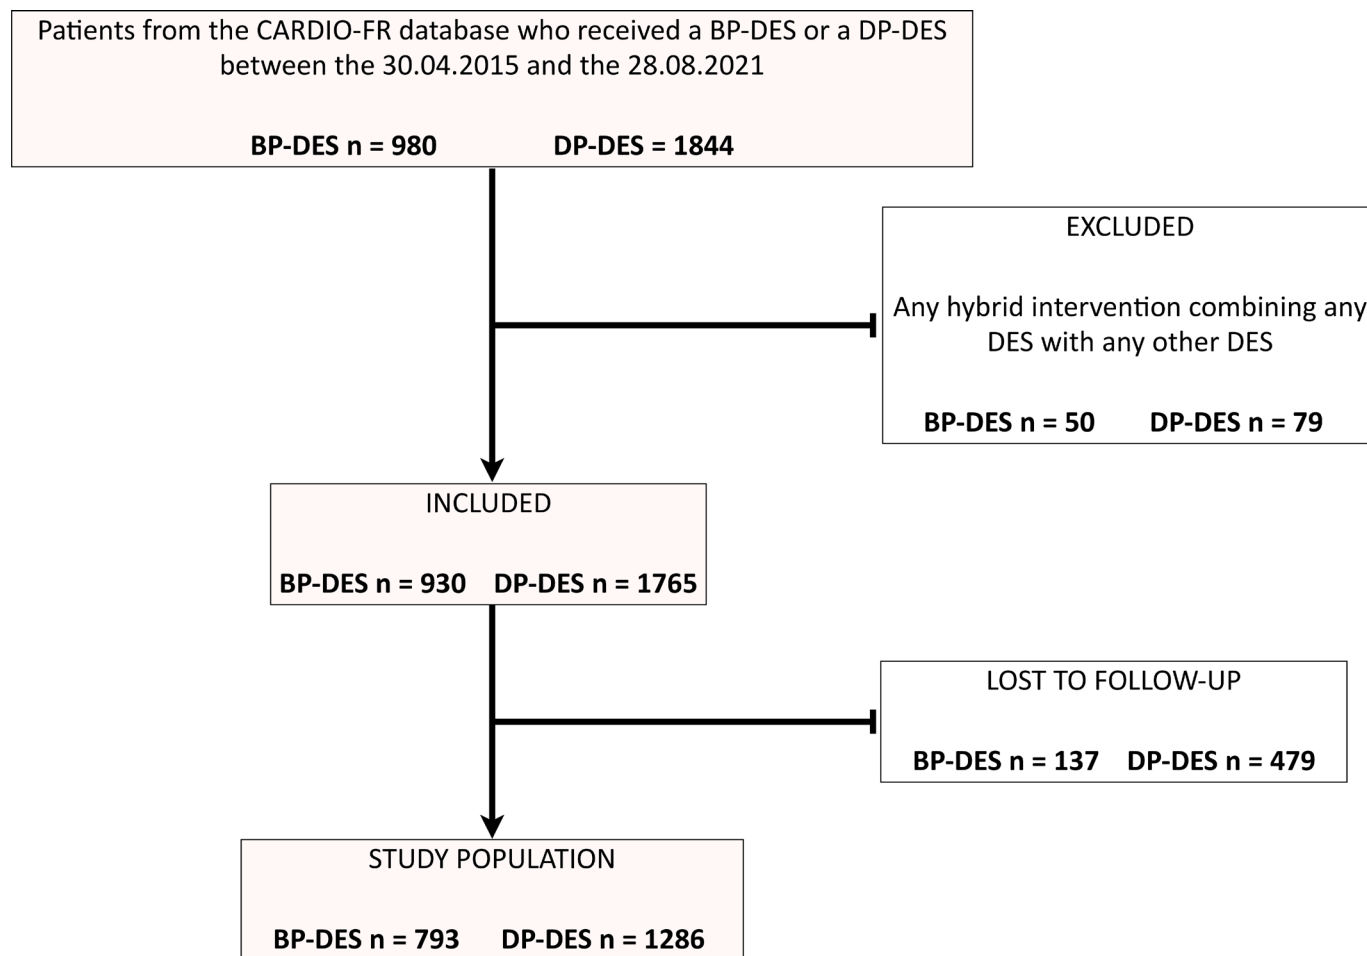 Patients from the CARDIO-FR database who received a BP-DES or a DP-DES
between the 30.04.2015 and the 28.08.2021
BP-DES n = 980 DP-DES = 1844
EXCLUDED
Any hybrid intervention combining any
DES with any other DES
BP-DES n = 50 DP-DES n = 79
INCLUDED
BP-DES n = 930 DP-DES n = 1765
LOST TO FOLLOW-UP
BP-DES n = 137 DP-DES n = 479
STUDY POPULATION
BP-DES n = 793 DP-DES n = 1286